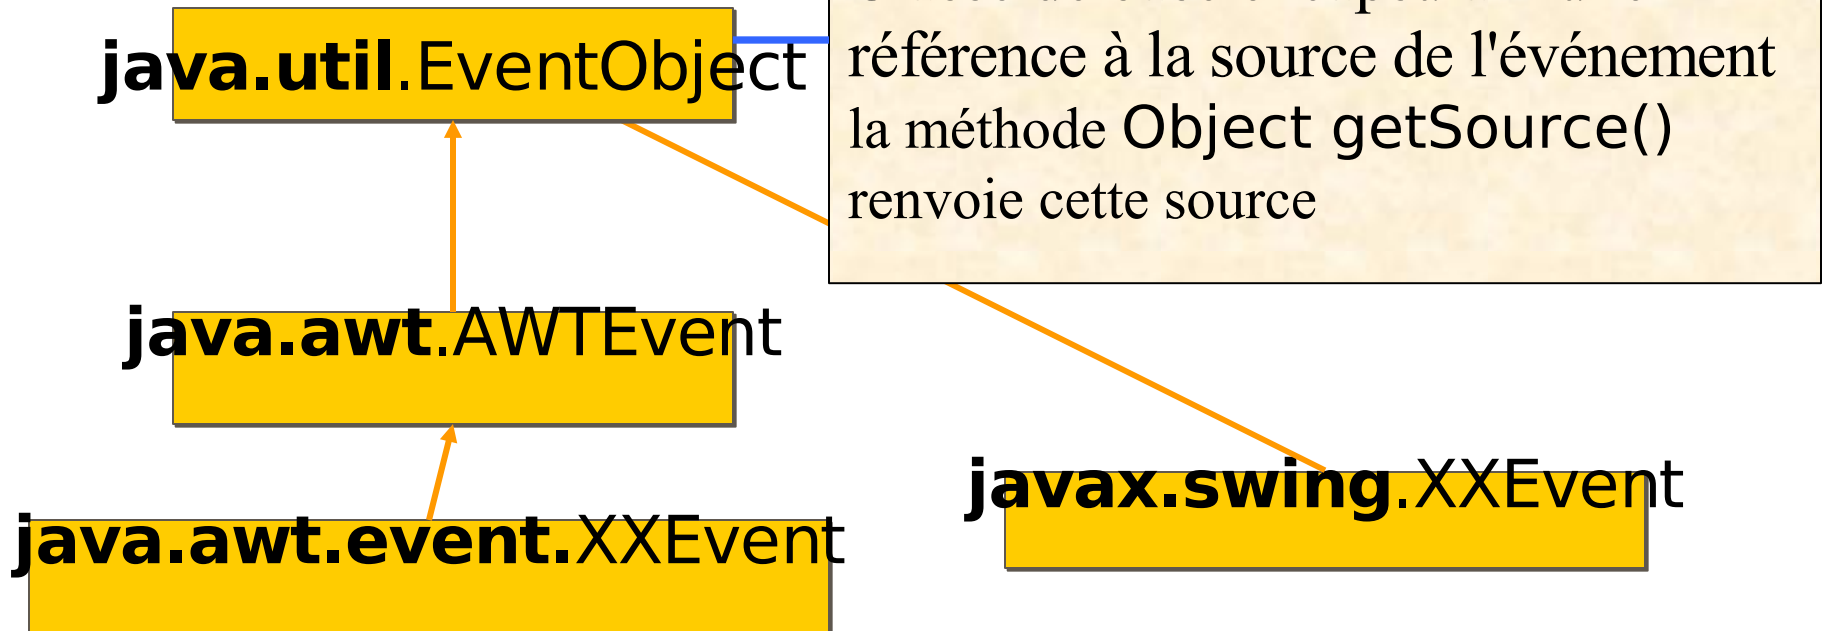 java.util.EventObject
référence à la source de l'événement
la méthode Object getSource()
renvoie cette source
java.awt.AWTEvent
javax.swing.XXEvent
java.awt.event.XXEvent